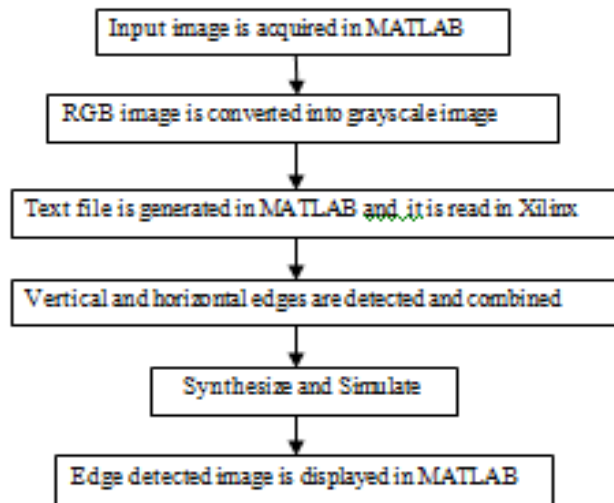 Input image is acquired in MATLAB
RGB image is converted into grayscale image
Text file is generated in MATLAB and it is read in Xilinx
Vertical and horizontal edges are detected and combined
Synthesize and Simulate
Edge detected image is displayed in MATLAB